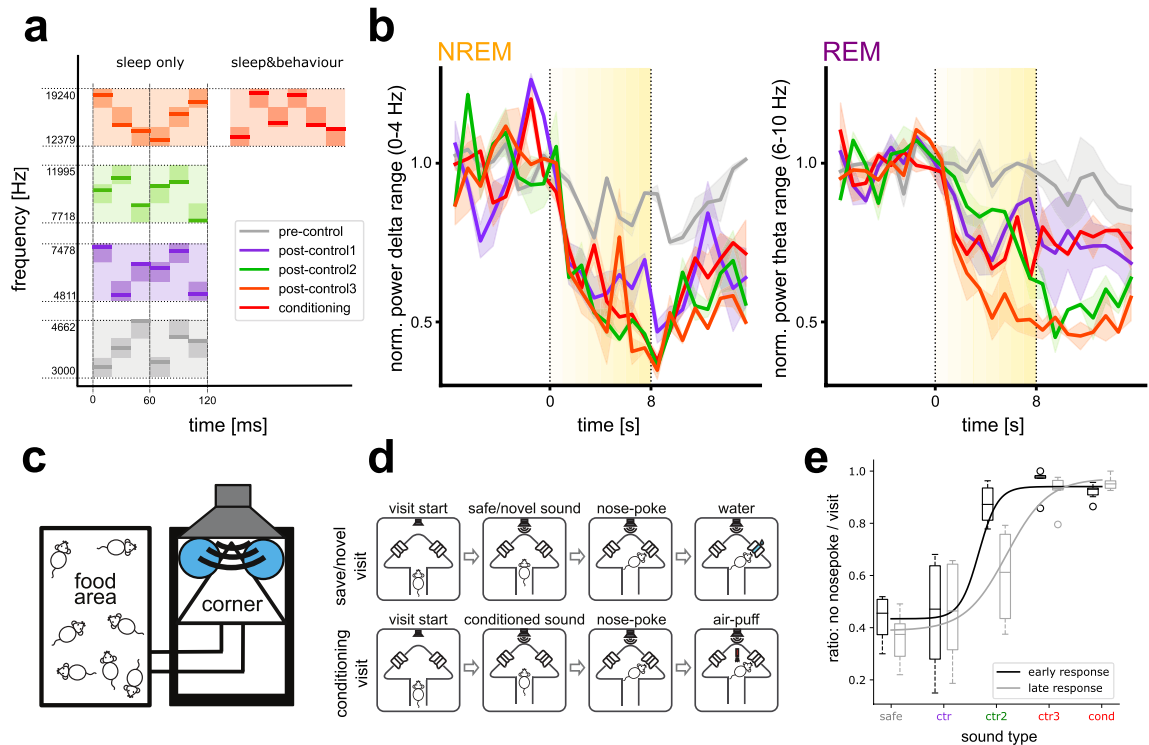 a
sleep only
sleep&behaviour
frequency [Hz]
19240
12379
11995
7718
7478
4811
4662
3000
pre-control
post-control1
post-control2
post-control3
conditioning
0
60
120
time [ms]
b
NREM
norm. power delta range (0-4 Hz)
1.0
0.5
0
8
time [s]
REM
norm. power theta range (6-10 Hz)
1.0
0.5
0
8
time [s]
c
food
area
corner
d
save/novel
visit
visit start
safe/novel sound
nose-poke
water
conditioning
visit
visit start
conditioned sound
nose-poke
air-puff
e
ratio: no nosepoke / visit
1.0
0.8
0.6
0.4
0.2
early response
late response
safe
ctr
ctr2
ctr3
cond
sound type